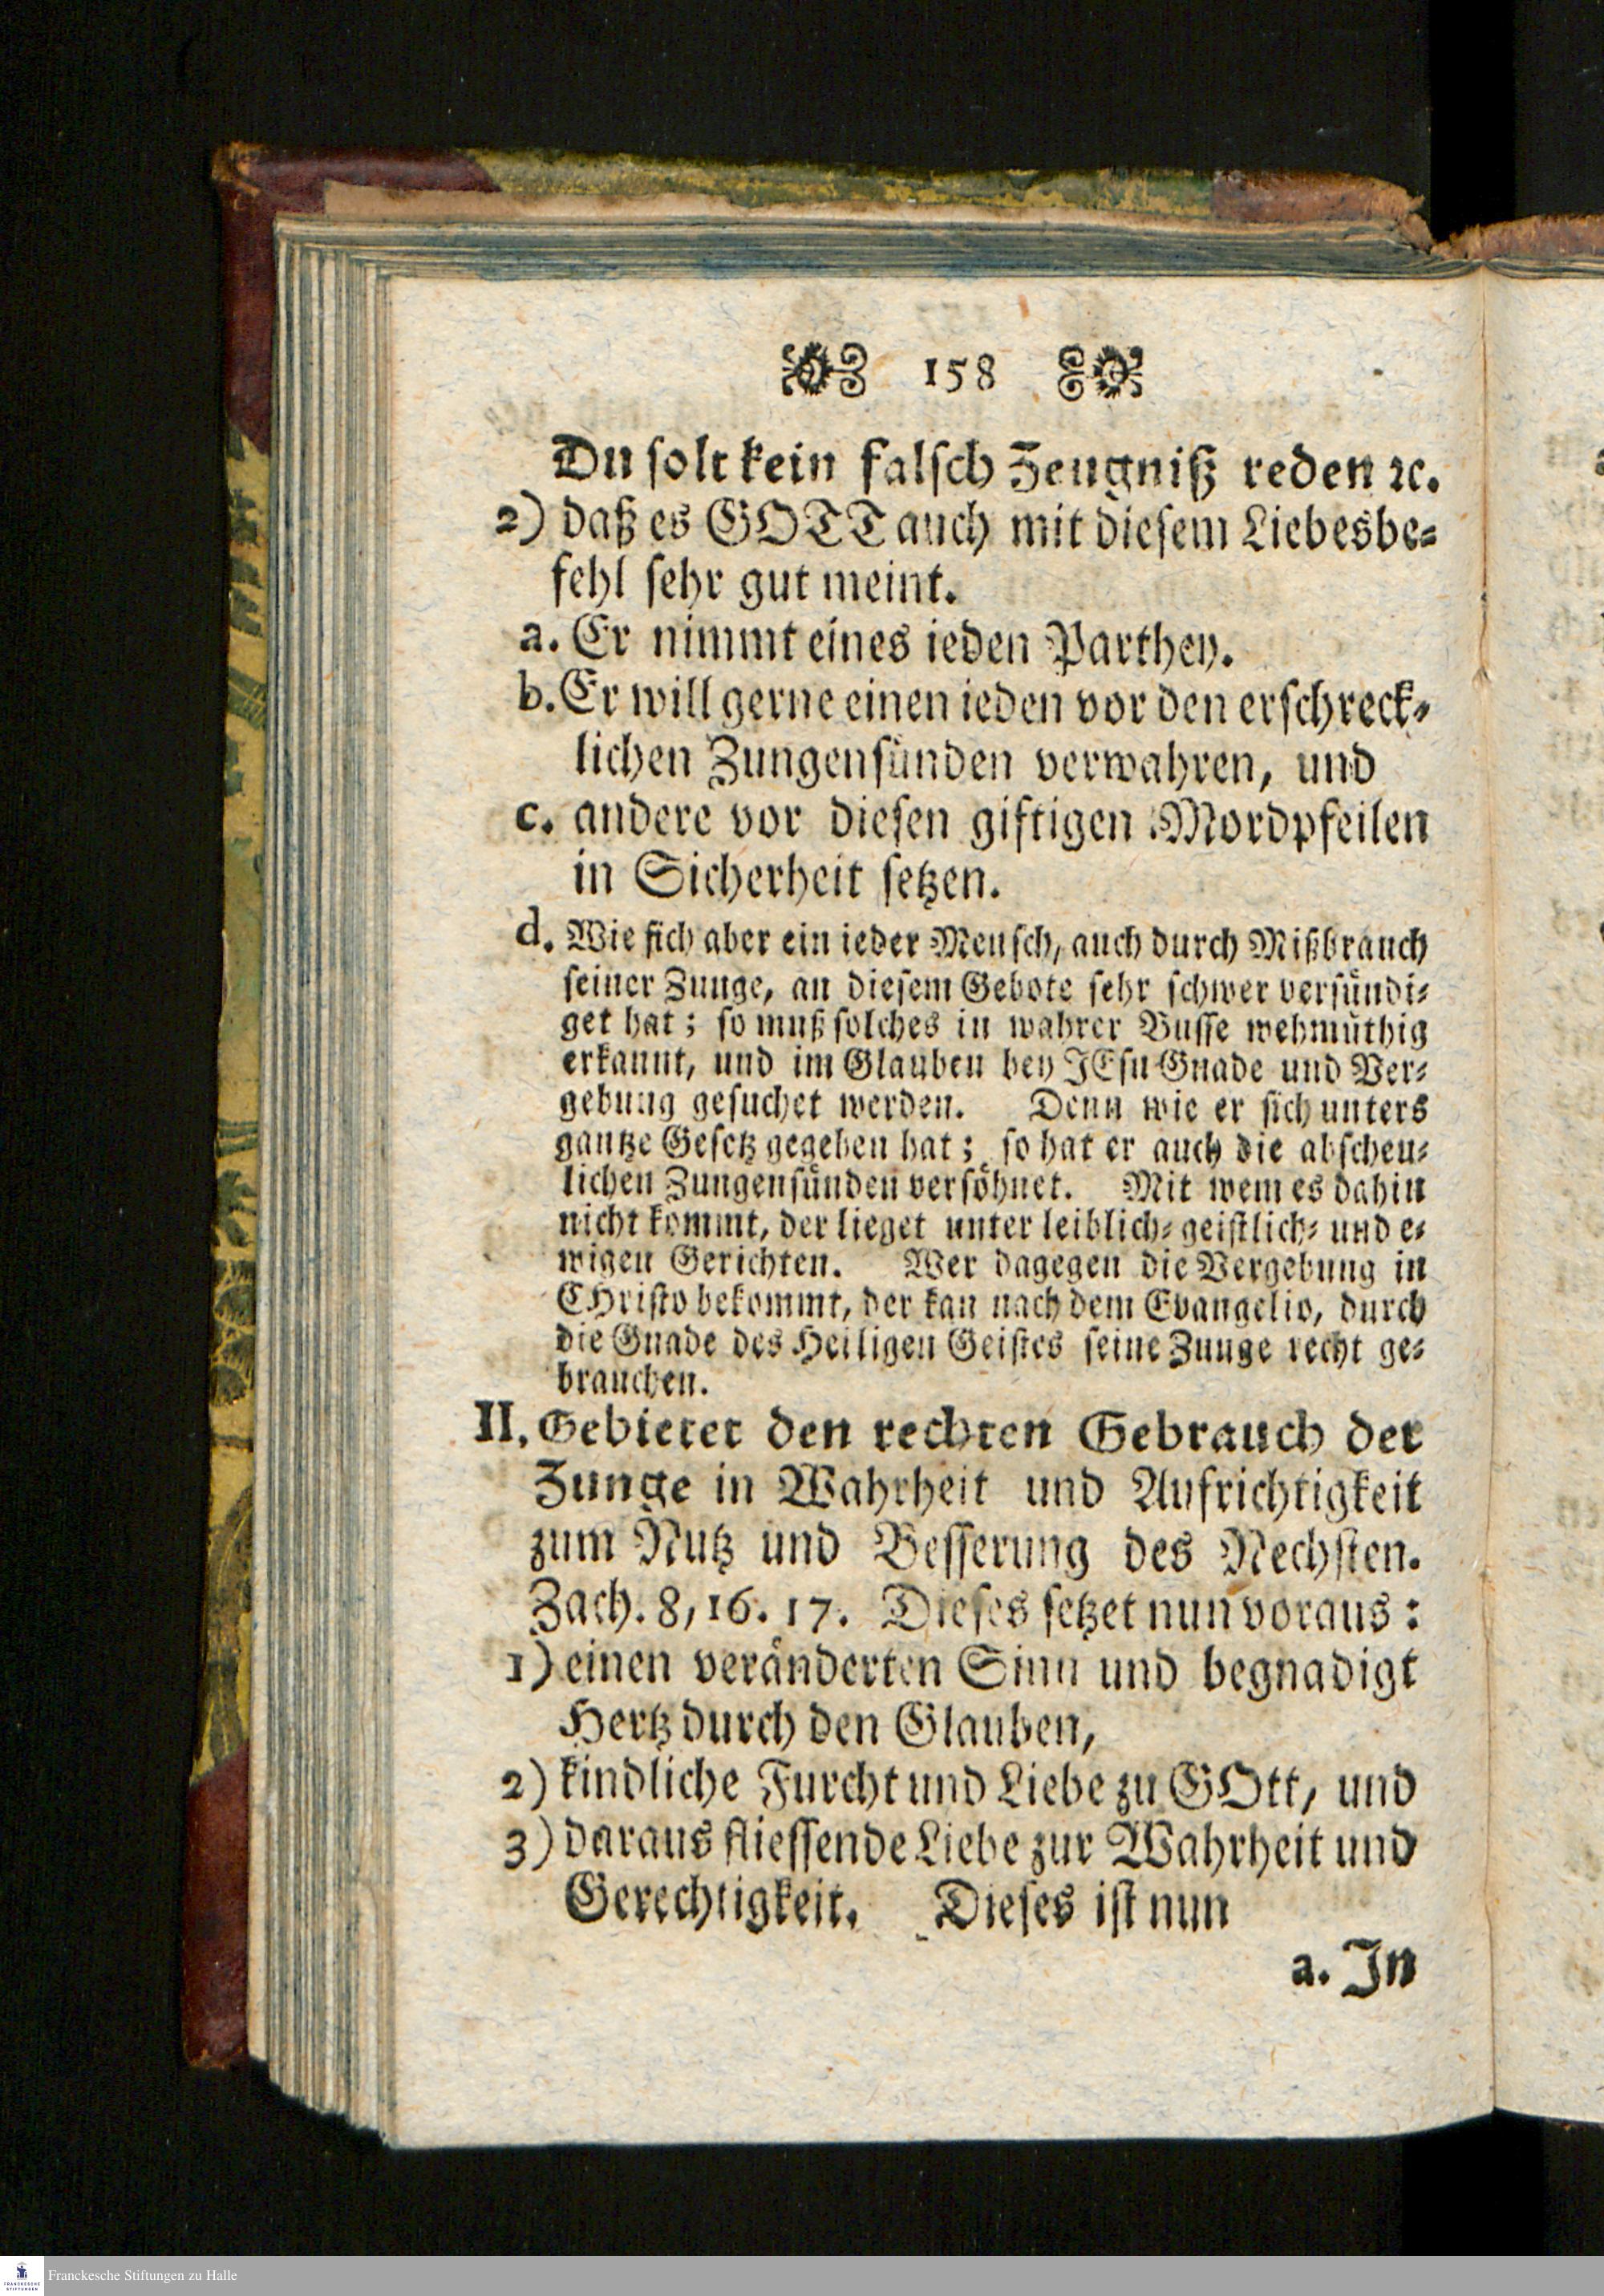 158
Du solt kein falsch Zeugniß reden ꝛc.
2) daß es GOTT auch mit diesem Liebesbe⸗
fehl sehr gut meint.
a. Er nimmt eines ieden Parthey.
b. Er will gerne einen ieden vor den erschreck⸗
lichen Zungensünden verwahren, und
c. andere vor diesen giftigen Mordpfeilen
in Sicherheit setzen.
d. Wie sich aber ein ieder Mensch, auch durch Mißbrauch
seiner Zunge, an diesem Gebote sehr schwer versündi⸗
get hat; so muß solches in wahrer Busse wehmüthig
erkannt, und im Glauben bey JEsu Gnade und Ver⸗
gebung gesuchet werden. Denn wie er sich unters
gantze Gesetz gegeben hat; so hat er auch die abscheu⸗
lichen Zungensünden versöhnet. Mit wem es dahin
nicht kommt, der lieget unter leiblich⸗ geistlich⸗ und e⸗
wigen Gerichten. Wer dagegen die Vergebung in
CHristo bekommt, der kan nach dem Evangelio, durch
die Gnade des Heiligen Geistes seine Zunge recht ge⸗
brauchen.
II. Gebietet den rechten Gebrauch der
Zunge in Wahrheit und Aufrichtigkeit
zum Nutz und Besserung des Nechsten.
Zach. 8, 16. 17. Dieses setzet nun voraus:
1) einen veränderten Sinn und begnadigt
Hertz durch den Glauben,
2) kindliche Furcht und Liebe zu GOtt, und
3) daraus fliessende Liebe zur Wahrheit und
Gerechtigkeit. Dieses ist nun
a. In
Franckesche Stiftungen zu Halle
FRANCKESCHE
STIFTUNGEN